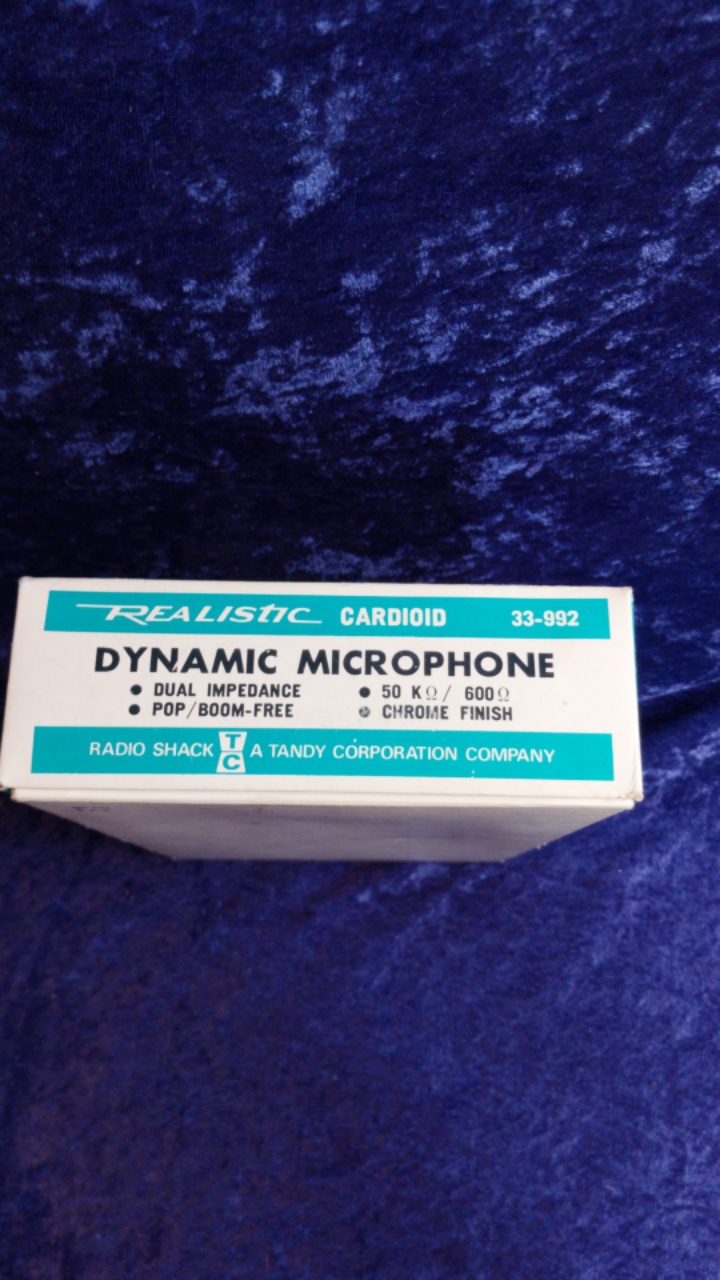 REALISTIC CARDIOID 33-992
DYNAMIC MICROPHONE
● DUAL IMPEDANCE ● 50 KΩ / 600Ω
● POP/BOOM-FREE ● CHROME FINISH
RADIO SHACK TC A TANDY CORPORATION COMPANY